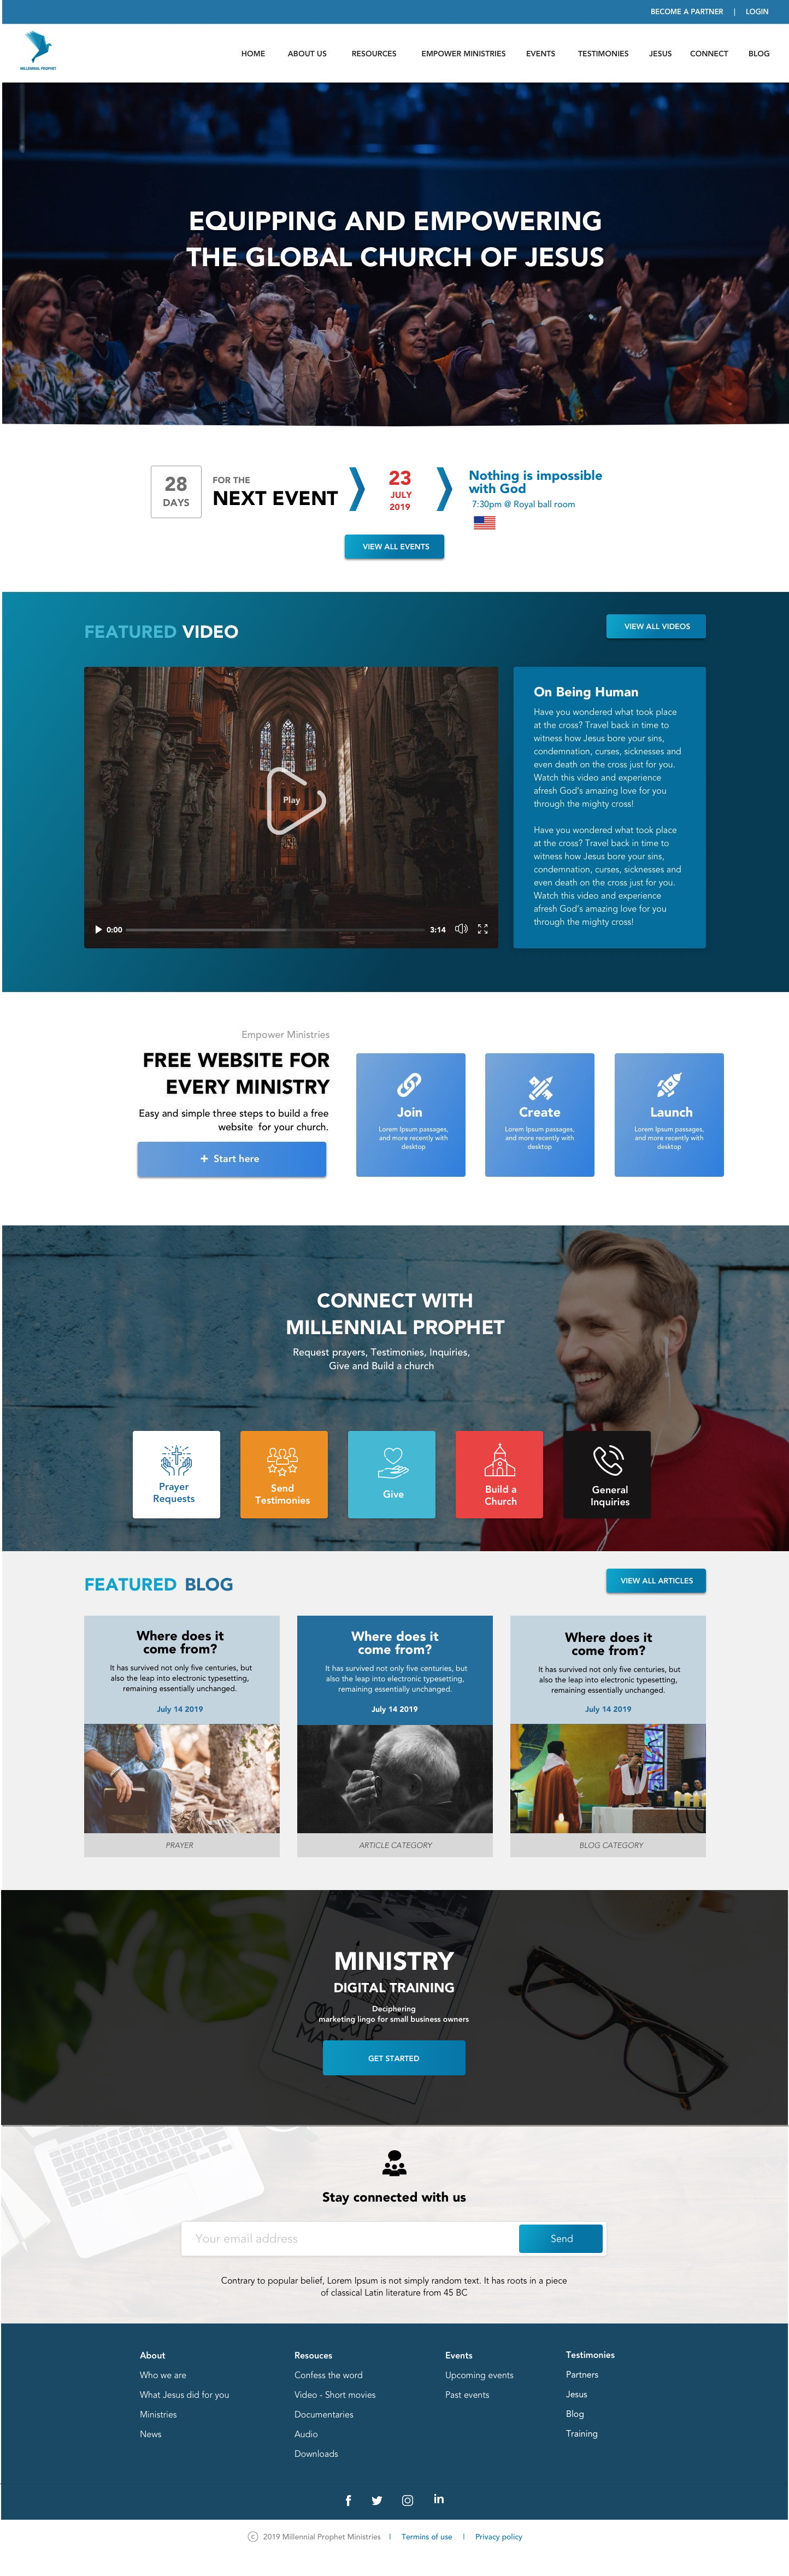 BECOME A PARTNER | LOGIN
MILLENNIAL PROPHET
HOME ABOUT US RESOURCES EMPOWER MINISTRIES EVENTS TESTIMONIES JESUS CONNECT BLOG
EQUIPPING AND EMPOWERING
THE GLOBAL CHURCH OF JESUS
28
DAYS
FOR THE
NEXT EVENT
23
JULY
2019
Nothing is impossible
with God
7:30pm @ Royal ball room
VIEW ALL EVENTS
FEATURED VIDEO
VIEW ALL VIDEOS
Play
0:00
3:14
On Being Human
Have you wondered what took place
at the cross? Travel back in time to
witness how Jesus bore your sins,
condemnation, curses, sicknesses and
even death on the cross just for you.
Watch this video and experience
afresh God's amazing love for you
through the mighty cross!
Have you wondered what took place
at the cross? Travel back in time to
witness how Jesus bore your sins,
condemnation, curses, sicknesses and
even death on the cross just for you.
Watch this video and experience
afresh God's amazing love for you
through the mighty cross!
Empower Ministries
FREE WEBSITE FOR
EVERY MINISTRY
Easy and simple three steps to build a free
website for your church.
+ Start here
Join
Lorem Ipsum passages,
and more recently with
desktop
Create
Lorem Ipsum passages,
and more recently with
desktop
Launch
Lorem Ipsum passages,
and more recently with
desktop
CONNECT WITH
MILLENNIAL PROPHET
Request prayers, Testimonies, Inquiries,
Give and Build a church
Prayer
Requests
Send
Testimonies
Give
Build a
Church
General
Inquiries
FEATURED BLOG
VIEW ALL ARTICLES
Where does it
come from?
It has survived not only five centuries, but
also the leap into electronic typesetting,
remaining essentially unchanged.
July 14 2019
PRAYER
Where does it
come from?
It has survived not only five centuries, but
also the leap into electronic typesetting,
remaining essentially unchanged.
July 14 2019
ARTICLE CATEGORY
Where does it
come from?
It has survived not only five centuries, but
also the leap into electronic typesetting,
remaining essentially unchanged.
July 14 2019
BLOG CATEGORY
MINISTRY
DIGITAL TRAINING
Deciphering
marketing lingo for small business owners
Online
GET STARTED
Stay connected with us
Your email address
Send
Contrary to popular belief, Lorem Ipsum is not simply random text. It has roots in a piece
of classical Latin literature from 45 BC
About
Who we are
What Jesus did for you
Ministries
News
Resouces
Confess the word
Video - Short movies
Documentaries
Audio
Downloads
Events
Upcoming events
Past events
Testimonies
Partners
Jesus
Blog
Training
© 2019 Millennial Prophet Ministries | Termins of use | Privacy policy